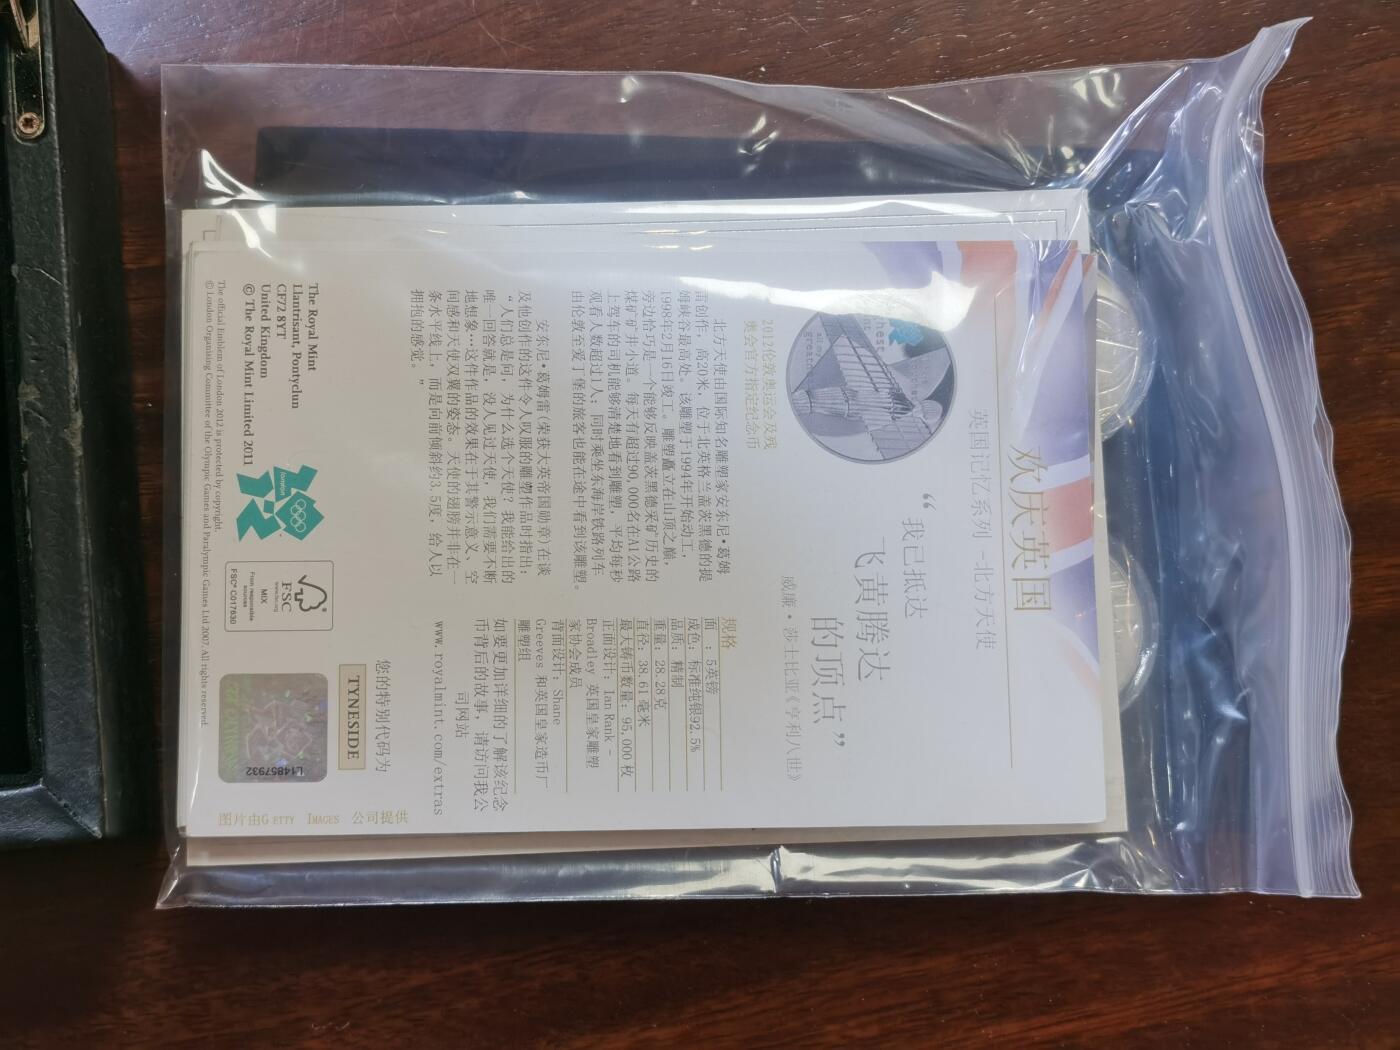 欢庆英国
英国记忆系列 -北方天使
“我已抵达
飞黄腾达
的顶点”
威廉·莎士比亚《亨利八世》
2012伦敦奥运会及残
奥会官方指定纪念币
北方天使由国际知名雕塑家安东尼·葛姆
雷创作，高20米，位于北英格兰盖茨黑德的提
姆峡谷最高处。该雕塑于1994年开始动工，
1998年2月16日竣工。雕塑矗立在山顶之巅，
旁边恰巧是一个能够反映盖茨黑德采矿历史的
煤矿矿井小道。每天有超过90,000名在A1公路
上驾车的司机能够清楚地看到雕塑，平均每秒
观看人数超过1人，同时乘坐东海岸铁路列车
由伦敦至爱丁堡的旅客也能在途中看到该雕塑。
安东尼·葛姆雷（荣获大英帝国勋章）在谈
及他创作的这件令人叹服的雕塑作品时指出：
“人们总是问，为什么选个天使？我能给出的
唯一回答就是，没人见过天使，我们需要不断
地想象…这件作品的效果在于其警示意义、空
间感和天使双翼的姿态。天使的翅膀并非在一
条水平线上，而是向前倾斜约3.5度，给人以
拥抱的感觉。”
规格
面　：5英镑
成色：标准纯银92.5%
品质：精制
重量：28.28克
直径：38.61毫米
最大铸币数量：95,000枚
正面设计：Ian Rank -
Broadley 英国皇家雕塑
家协会成员
背面设计：Shane
Greeves 和英国皇家造币厂
雕塑组
如要更加详细的了解该纪念
币背后的故事，请访问我公
司网站
www.royalmint.com/extras
您的特别代码为
TYNESIDE
The Royal Mint
Llantrisant, Pontyclun
CF72 8YT
United Kingdom
© The Royal Mint Limited 2011
The official Emblem of London 2012 is protected by copyright.
© London Organising Committee of the Olympic Games and Paralympic Games Ltd 2007. All rights reserved.
london
FSC
www.fsc.org
MIX
From responsible
sources
FSC® C017630
L14857932
图片由GETTY IMAGES 公司提供